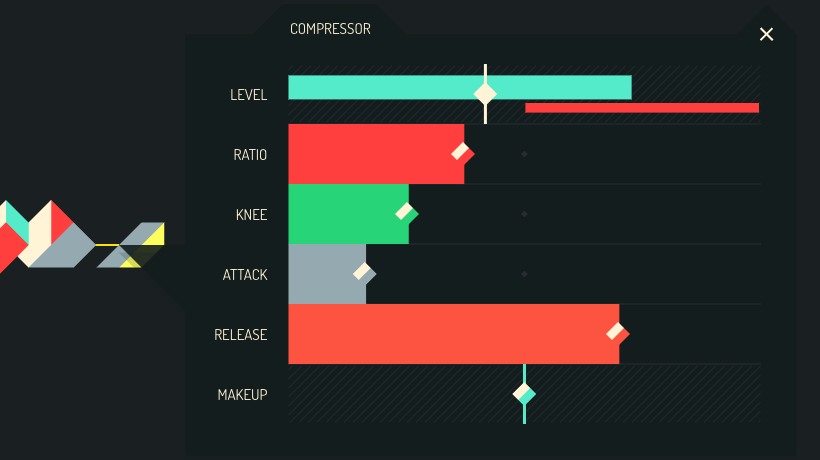 COMPRESSOR
LEVEL
RATIO
KNEE
ATTACK
RELEASE
MAKEUP